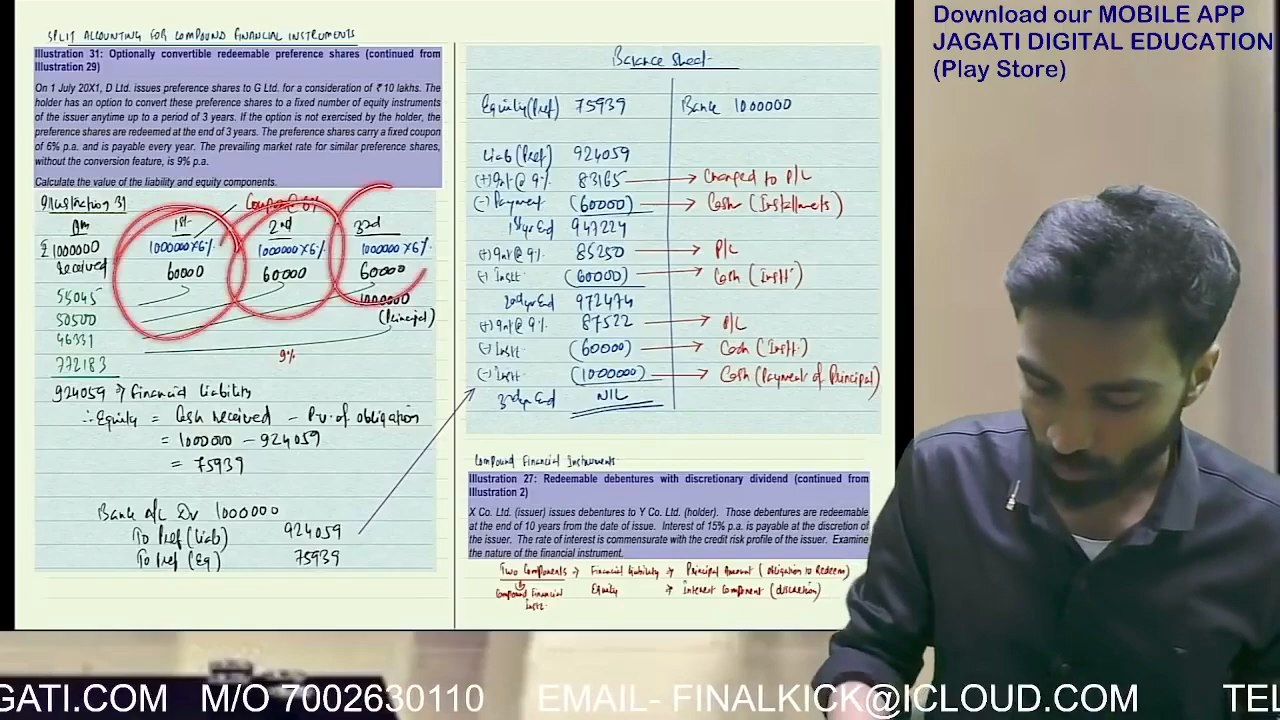 SPLIT ACCOUNTING FOR COMPOUND FINANCIAL INSTRUMENTS
Illustration 31: Optionally convertible redeemable preference shares (continued from
Illustration 29)
On 1 July 20X1, D Ltd. issues preference shares to G Ltd. for a consideration of ₹ 10 lakhs. The
holder has an option to convert these preference shares to a fixed number of equity instruments
of the issuer anytime up to a period of 3 years. If the option is not exercised by the holder, the
preference shares are redeemed at the end of 3 years. The preference shares carry a fixed coupon
of 6% p.a. and is payable every year. The prevailing market rate for similar preference shares,
without the conversion feature, is 9% p.a.
Calculate the value of the liability and equity components.
Illustration 31
Coupon @ 6%
1st 2nd 3rd
₹1000000 1000000×6% 1000000×6% 1000000×6%
Received 60000 60000 60000
55045 1000000
50500 (Principal)
46331
9%
772183
924059 → Financial Liability
∴ Equity = Cash received - P.v. of obligation
= 1000000 - 924059
= 75939
Bank A/c Dr 1000000
To Pref (Liab) 924059
To Pref (Eq) 75939
Balance Sheet
Equity (Pref) 75939 Bank 1000000
Liab (Pref) 924059
(+) Int @ 9% 83165 → Charged to P/L
(-) Payment (60000) → Cash (Installments)
1st yr End 947224
(+) Int @ 9% 85250 → P/L
(-) Instt (60000) → Cash (Instt.)
2nd yr End 972474
(+) Int @ 9% 87522 → P/L
(-) Instt (60000) → Cash (Instt.)
(-) Instt (1000000) → Cash (Payment of Principal)
3rd yr End NIL
Compound Financial Instruments
Illustration 27: Redeemable debentures with discretionary dividend (continued from
Illustration 2)
X Co. Ltd. (issuer) issues debentures to Y Co. Ltd. (holder). Those debentures are redeemable
at the end of 10 years from the date of issue. Interest of 15% p.a. is payable at the discretion of
the issuer. The rate of interest is commensurate with the credit risk profile of the issuer. Examine
the nature of the financial instrument.
Two Components → Financial Liability → Principal Amount (Obligation to Redeem)
Compound Financial Equity → Interest Component (discretion)
Instt.
Download our MOBILE APP
JAGATI DIGITAL EDUCATION
(Play Store)
GATI.COM M/O 7002630110 EMAIL- FINALKICK@ICLOUD.COM TEL